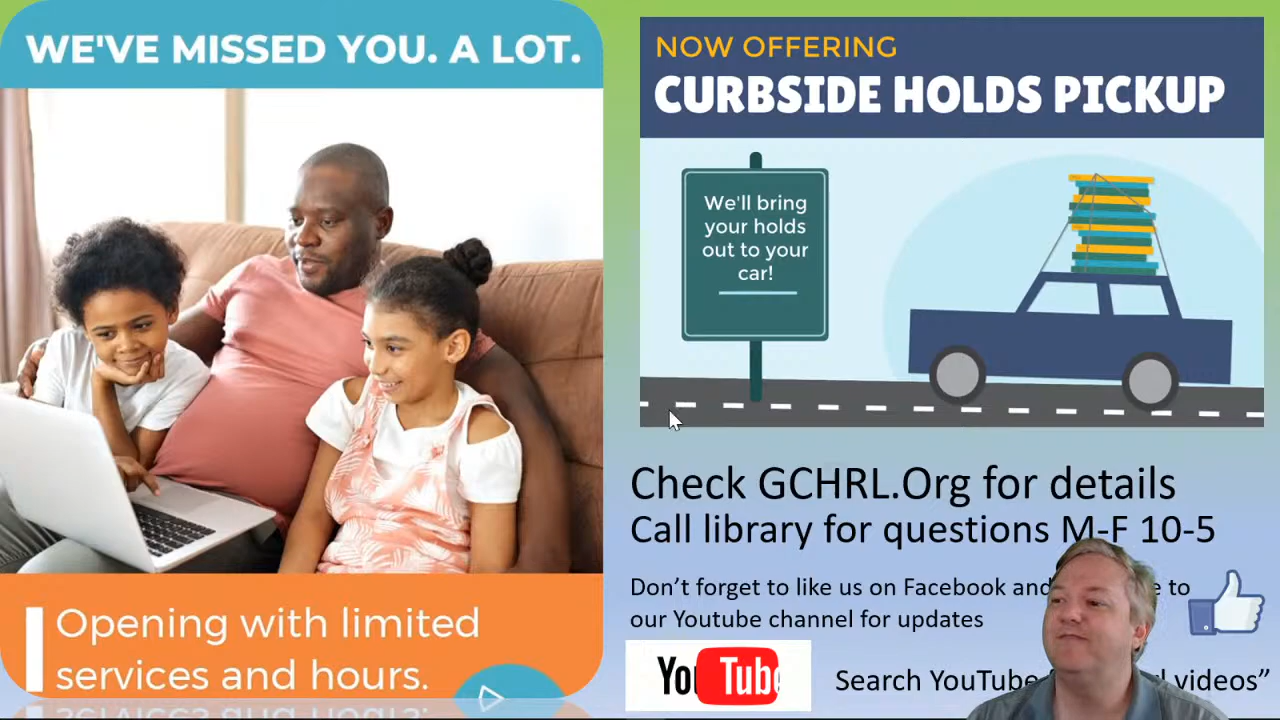 WE'VE MISSED YOU. A LOT.
Opening with limited
services and hours.
NOW OFFERING
CURBSIDE HOLDS PICKUP
We'll bring
your holds
out to your
car!
Check GCHRL.Org for details
Call library for questions M-F 10-5
Don’t forget to like us on Facebook and e to
our Youtube channel for updates
YouTube
Search YouTube videos”